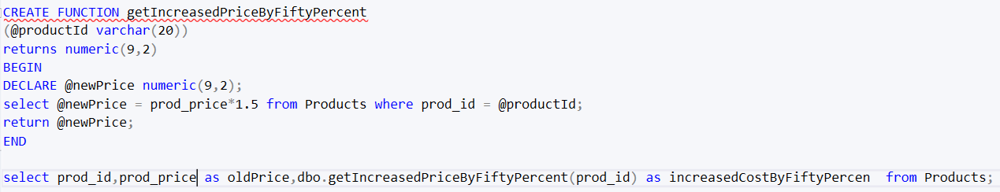 CREATE FUNCTION getIncreasedPriceByFiftyPercent
(@productId varchar(20))
returns numeric(9,2)
BEGIN
DECLARE @newPrice numeric(9,2);
select @newPrice = prod_price*1.5 from Products where prod_id = @productId;
return @newPrice;
END
select prod_id,prod_price as oldPrice,dbo.getIncreasedPriceByFiftyPercent(prod_id) as increasedCostByFiftyPercen  from Products;